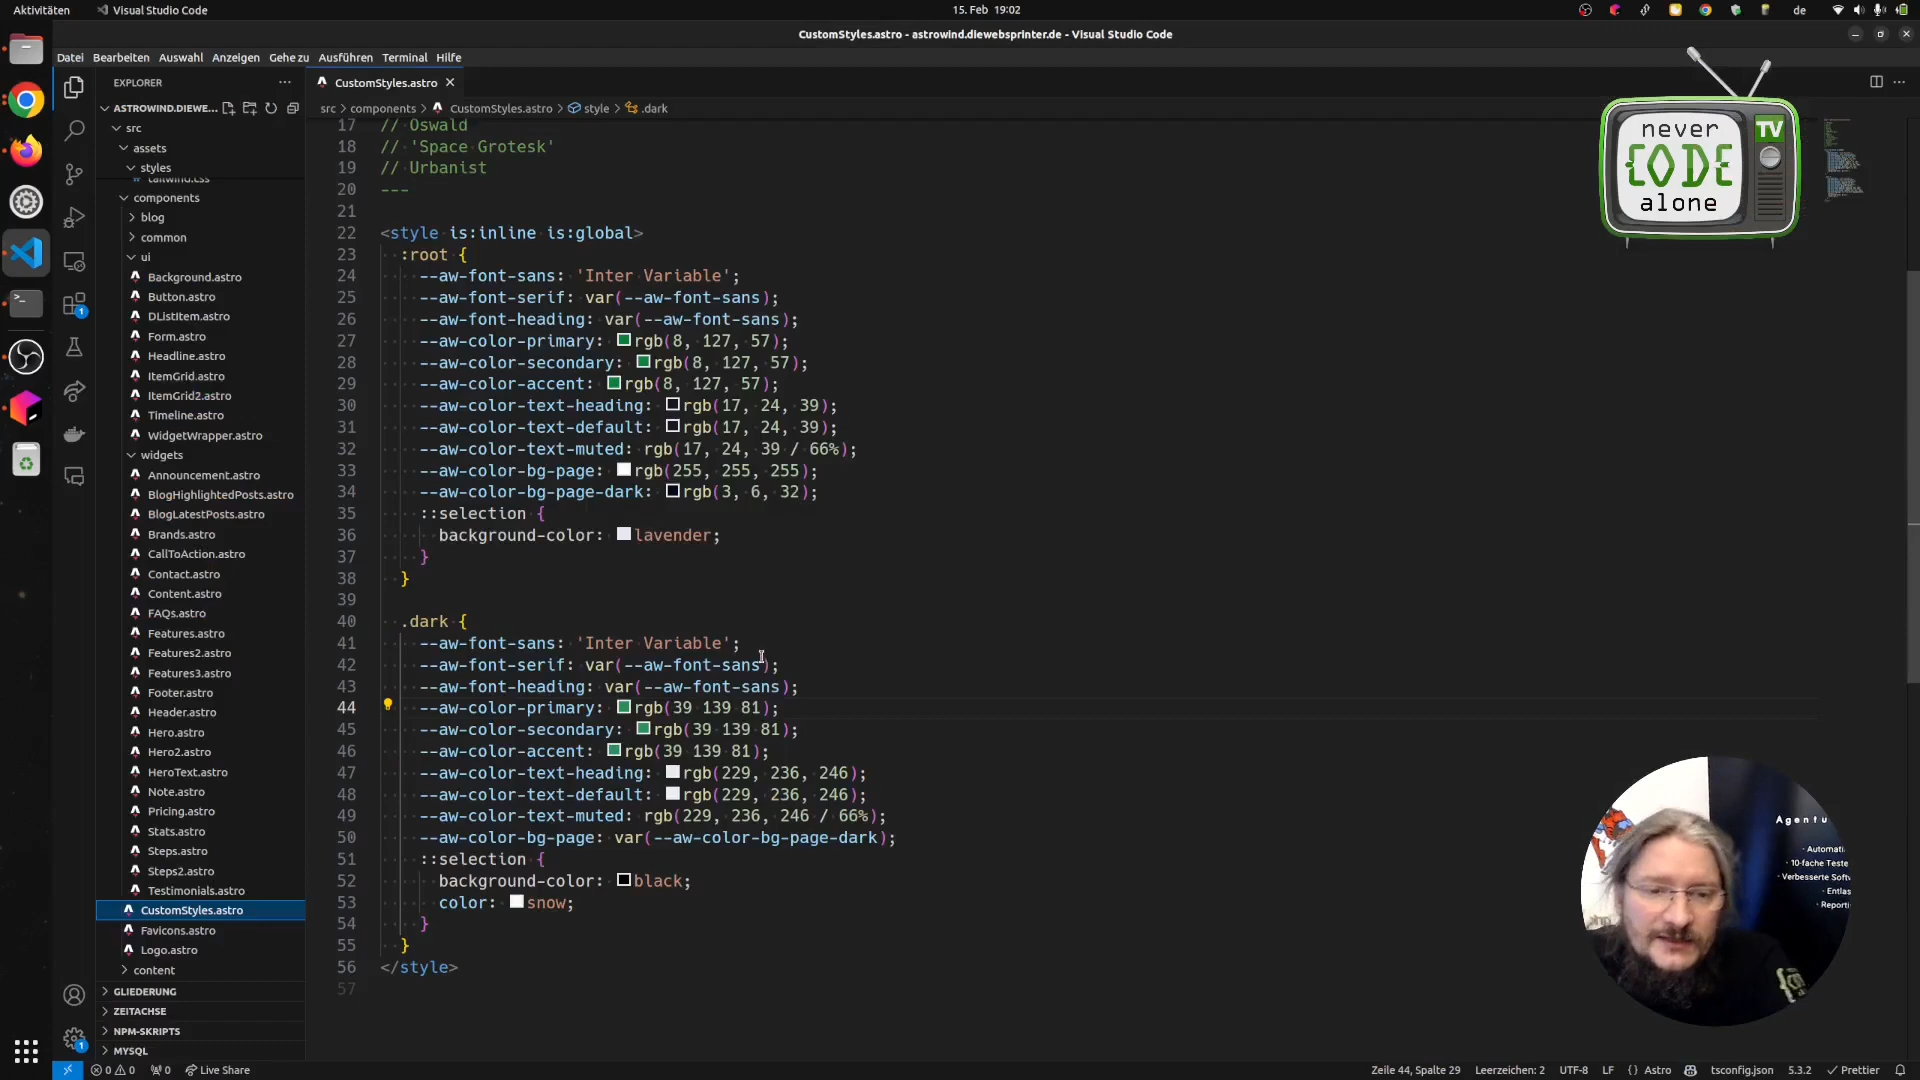 Aktivitäten
Visual Studio Code
15. Feb 19:02
de
CustomStyles.astro - astrowind.diewebsprinter.de - Visual Studio Code
Datei Bearbeiten Auswahl Anzeigen Gehe zu Ausführen Terminal Hilfe
EXPLORER
ASTROWIND.DIEWE...
src
assets
styles
tailwind.css
components
blog
common
ui
Background.astro
Button.astro
DListItem.astro
Form.astro
Headline.astro
ItemGrid.astro
ItemGrid2.astro
Timeline.astro
WidgetWrapper.astro
widgets
Announcement.astro
BlogHighlightedPosts.astro
BlogLatestPosts.astro
Brands.astro
CallToAction.astro
Contact.astro
Content.astro
FAQs.astro
Features.astro
Features2.astro
Features3.astro
Footer.astro
Header.astro
Hero.astro
Hero2.astro
HeroText.astro
Note.astro
Pricing.astro
Stats.astro
Steps.astro
Steps2.astro
Testimonials.astro
CustomStyles.astro
Favicons.astro
Logo.astro
content
GLIEDERUNG
ZEITACHSE
NPM-SKRIPTS
MYSQL
CustomStyles.astro
src > components > CustomStyles.astro > style > .dark
17 // Oswald
18 // 'Space Grotesk'
19 // Urbanist
20 ---
21
22 <style is:inline is:global>
23 :root {
24 --aw-font-sans: 'Inter Variable';
25 --aw-font-serif: var(--aw-font-sans);
26 --aw-font-heading: var(--aw-font-sans);
27 --aw-color-primary: rgb(8, 127, 57);
28 --aw-color-secondary: rgb(8, 127, 57);
29 --aw-color-accent: rgb(8, 127, 57);
30 --aw-color-text-heading: rgb(17, 24, 39);
31 --aw-color-text-default: rgb(17, 24, 39);
32 --aw-color-text-muted: rgb(17, 24, 39 / 66%);
33 --aw-color-bg-page: rgb(255, 255, 255);
34 --aw-color-bg-page-dark: rgb(3, 6, 32);
35 ::selection {
36 background-color: lavender;
37 }
38 }
39
40 .dark {
41 --aw-font-sans: 'Inter Variable';
42 --aw-font-serif: var(--aw-font-sans);
43 --aw-font-heading: var(--aw-font-sans);
44 --aw-color-primary: rgb(39 139 81);
45 --aw-color-secondary: rgb(39 139 81);
46 --aw-color-accent: rgb(39 139 81);
47 --aw-color-text-heading: rgb(229, 236, 246);
48 --aw-color-text-default: rgb(229, 236, 246);
49 --aw-color-text-muted: rgb(229, 236, 246 / 66%);
50 --aw-color-bg-page: var(--aw-color-bg-page-dark);
51 ::selection {
52 background-color: black;
53 color: snow;
54 }
55 }
56 </style>
57
never
CODE
alone
TV
Agentu
· Automati
· 10-fache Teste
· Verbesserte Soft
· Entlas
· Reporti
0 0 0 Live Share
Zeile 44, Spalte 29 Leerzeichen: 2 UTF-8 LF {} Astro tsconfig.json 5.3.2 Prettier